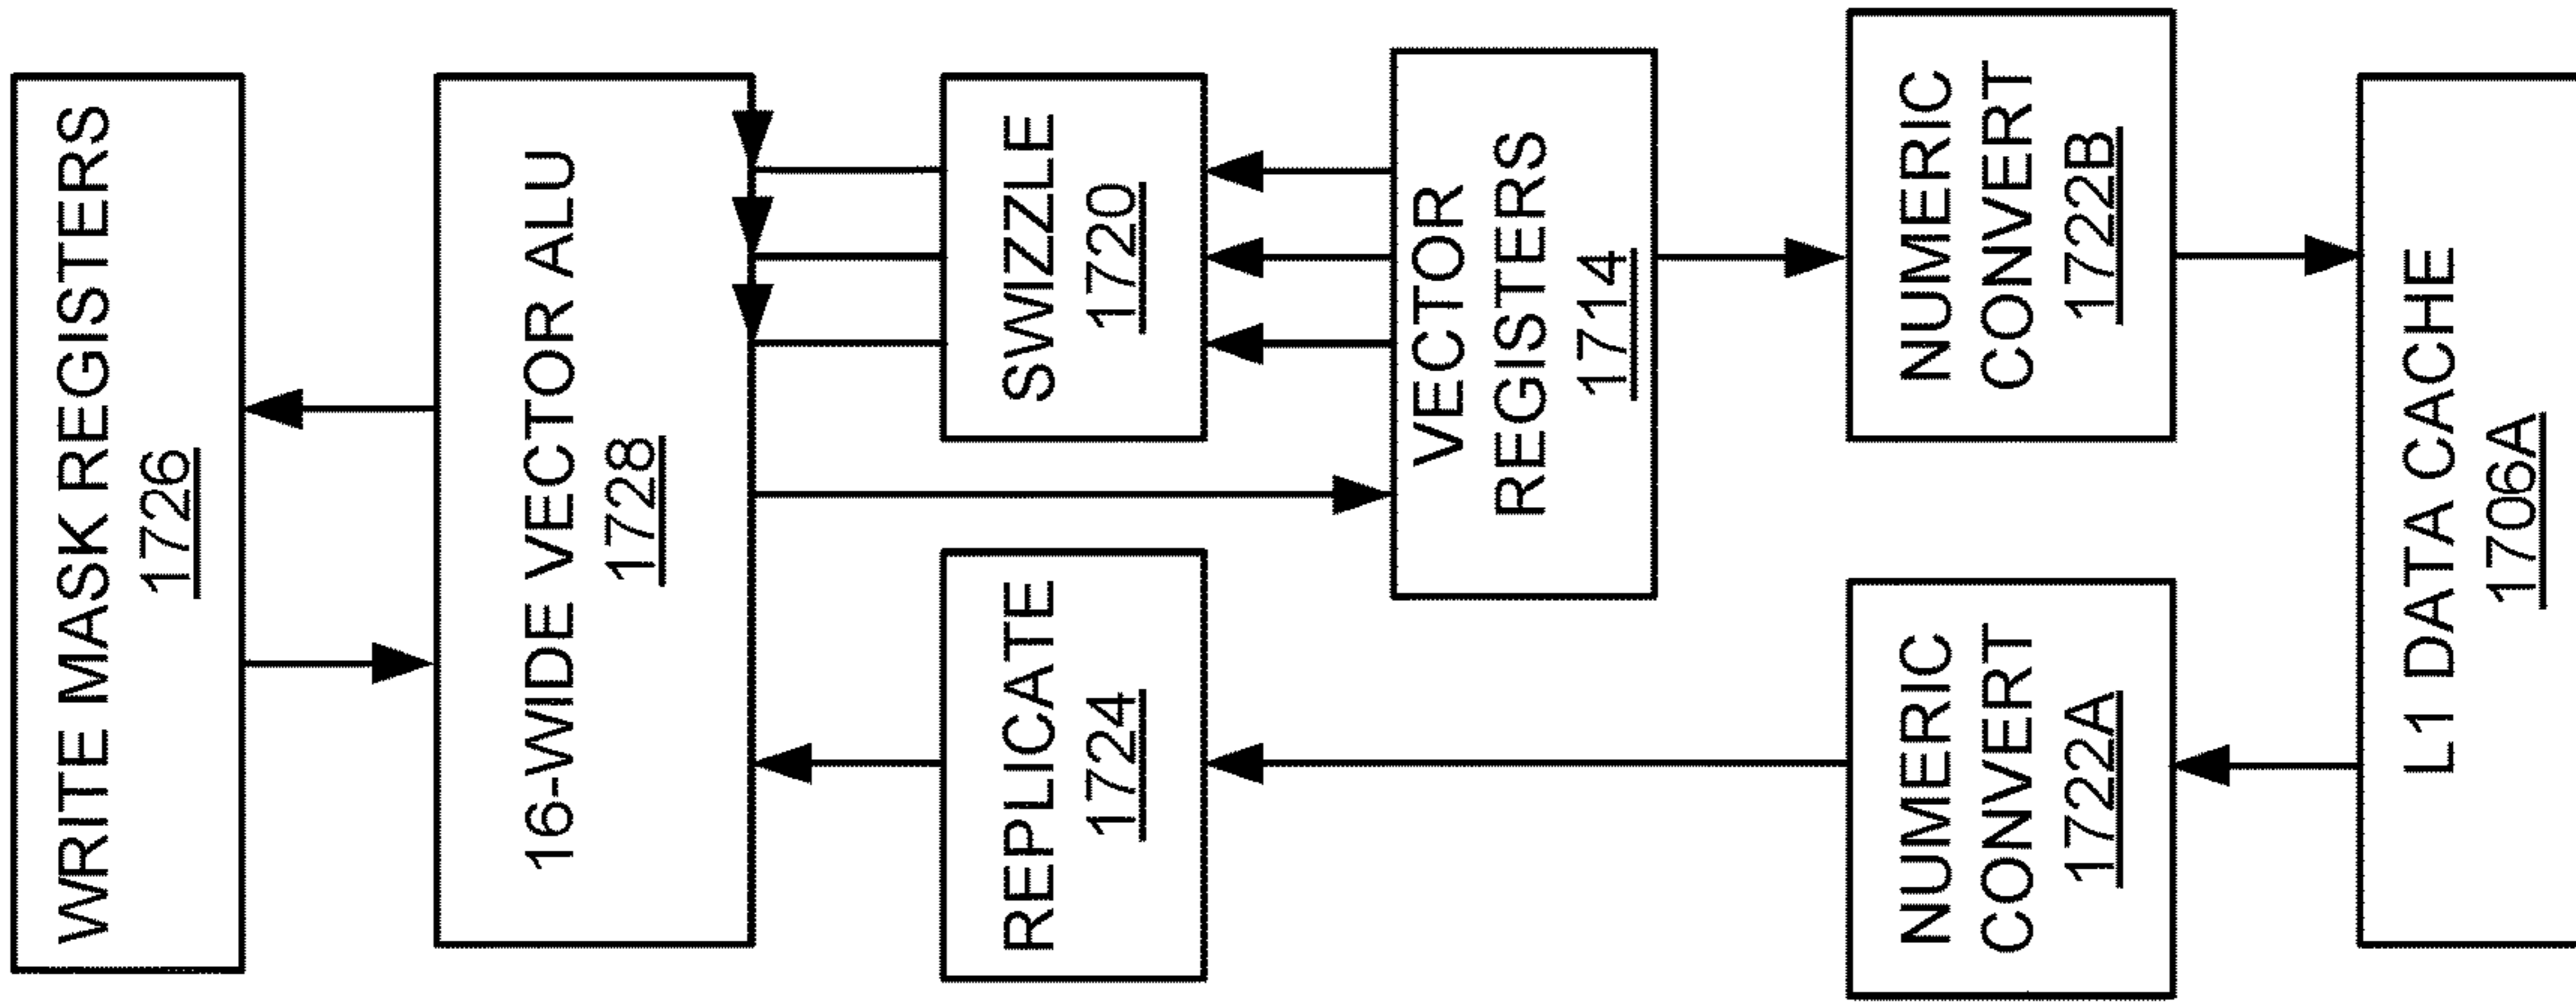 WRITE MASK REGISTERS
1726
16-WIDE VECTOR ALU
1728
REPLICATE
1724
SWIZZLE
1720
VECTOR
REGISTERS
1714
NUMERIC
CONVERT
1722A
NUMERIC
CONVERT
1722B
L1 DATA CACHE
1706A